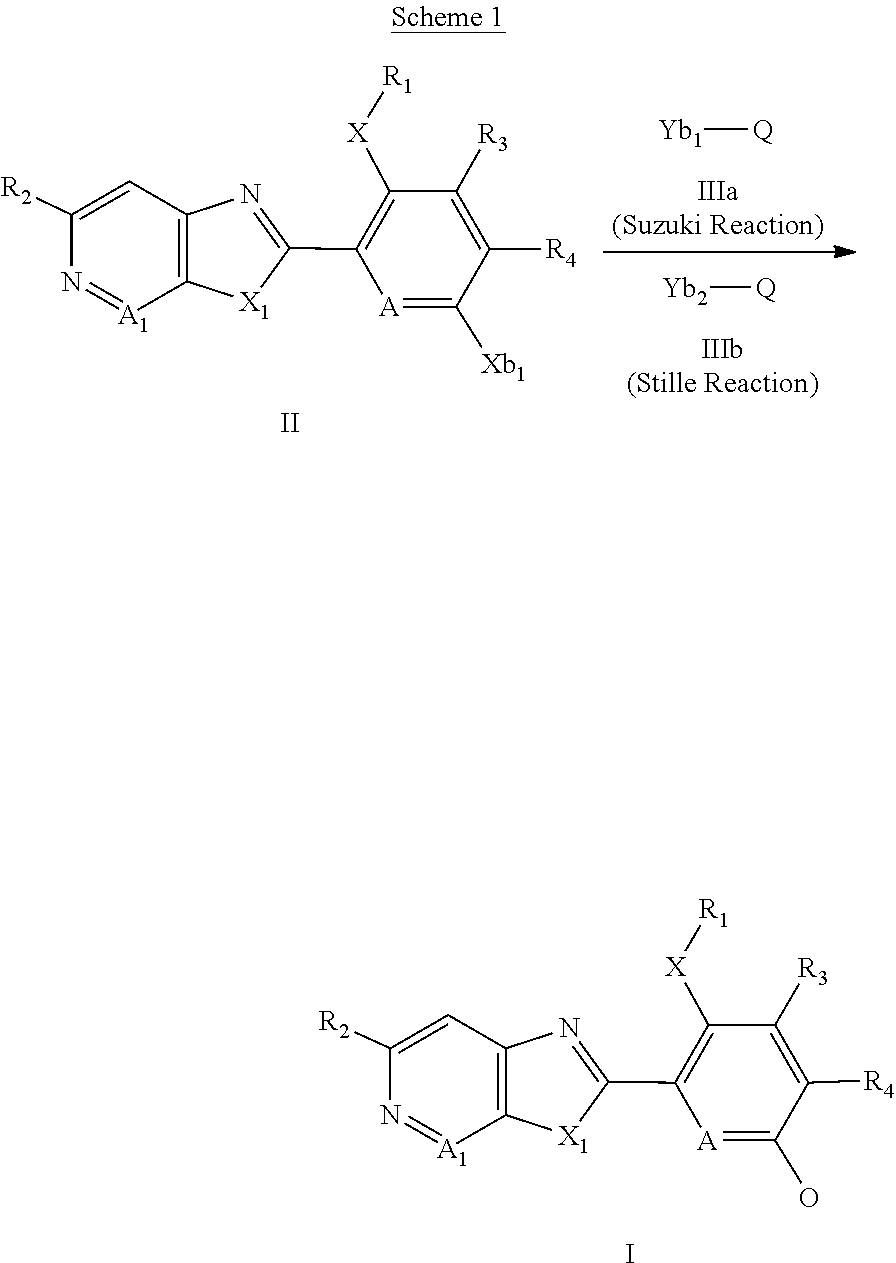 Scheme 1
R1
X
R3
R2
N
R4
N
A1
X1
A
Xb1
II
Yb1—Q
IIIa
(Suzuki Reaction)
Yb2—Q
IIIb
(Stille Reaction)
R1
X
R3
R2
N
R4
N
A1
X1
A
O
I